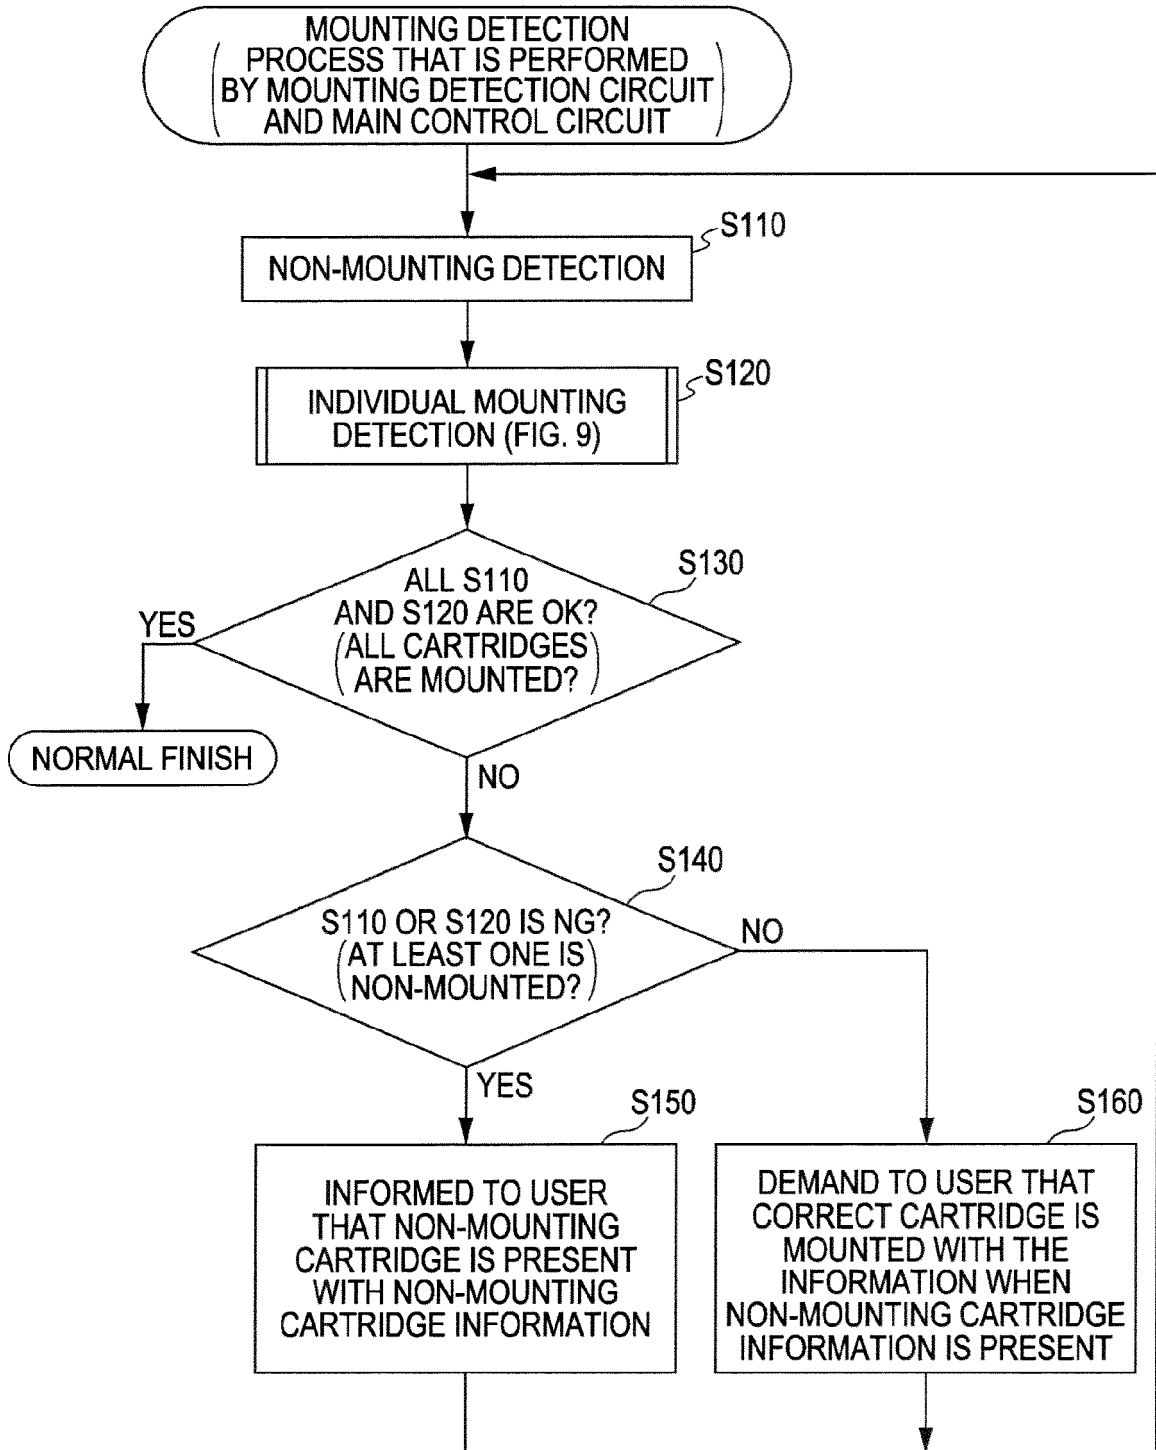 MOUNTING DETECTION
PROCESS THAT IS PERFORMED
BY MOUNTING DETECTION CIRCUIT
AND MAIN CONTROL CIRCUIT
S110
NON-MOUNTING DETECTION
S120
INDIVIDUAL MOUNTING
DETECTION (FIG. 9)
S130
ALL S110
AND S120 ARE OK?
(ALL CARTRIDGES
ARE MOUNTED?)
YES
NORMAL FINISH
NO
S140
S110 OR S120 IS NG?
(AT LEAST ONE IS
NON-MOUNTED?)
NO
YES
S150
INFORMED TO USER
THAT NON-MOUNTING
CARTRIDGE IS PRESENT
WITH NON-MOUNTING
CARTRIDGE INFORMATION
S160
DEMAND TO USER THAT
CORRECT CARTRIDGE IS
MOUNTED WITH THE
INFORMATION WHEN
NON-MOUNTING CARTRIDGE
INFORMATION IS PRESENT